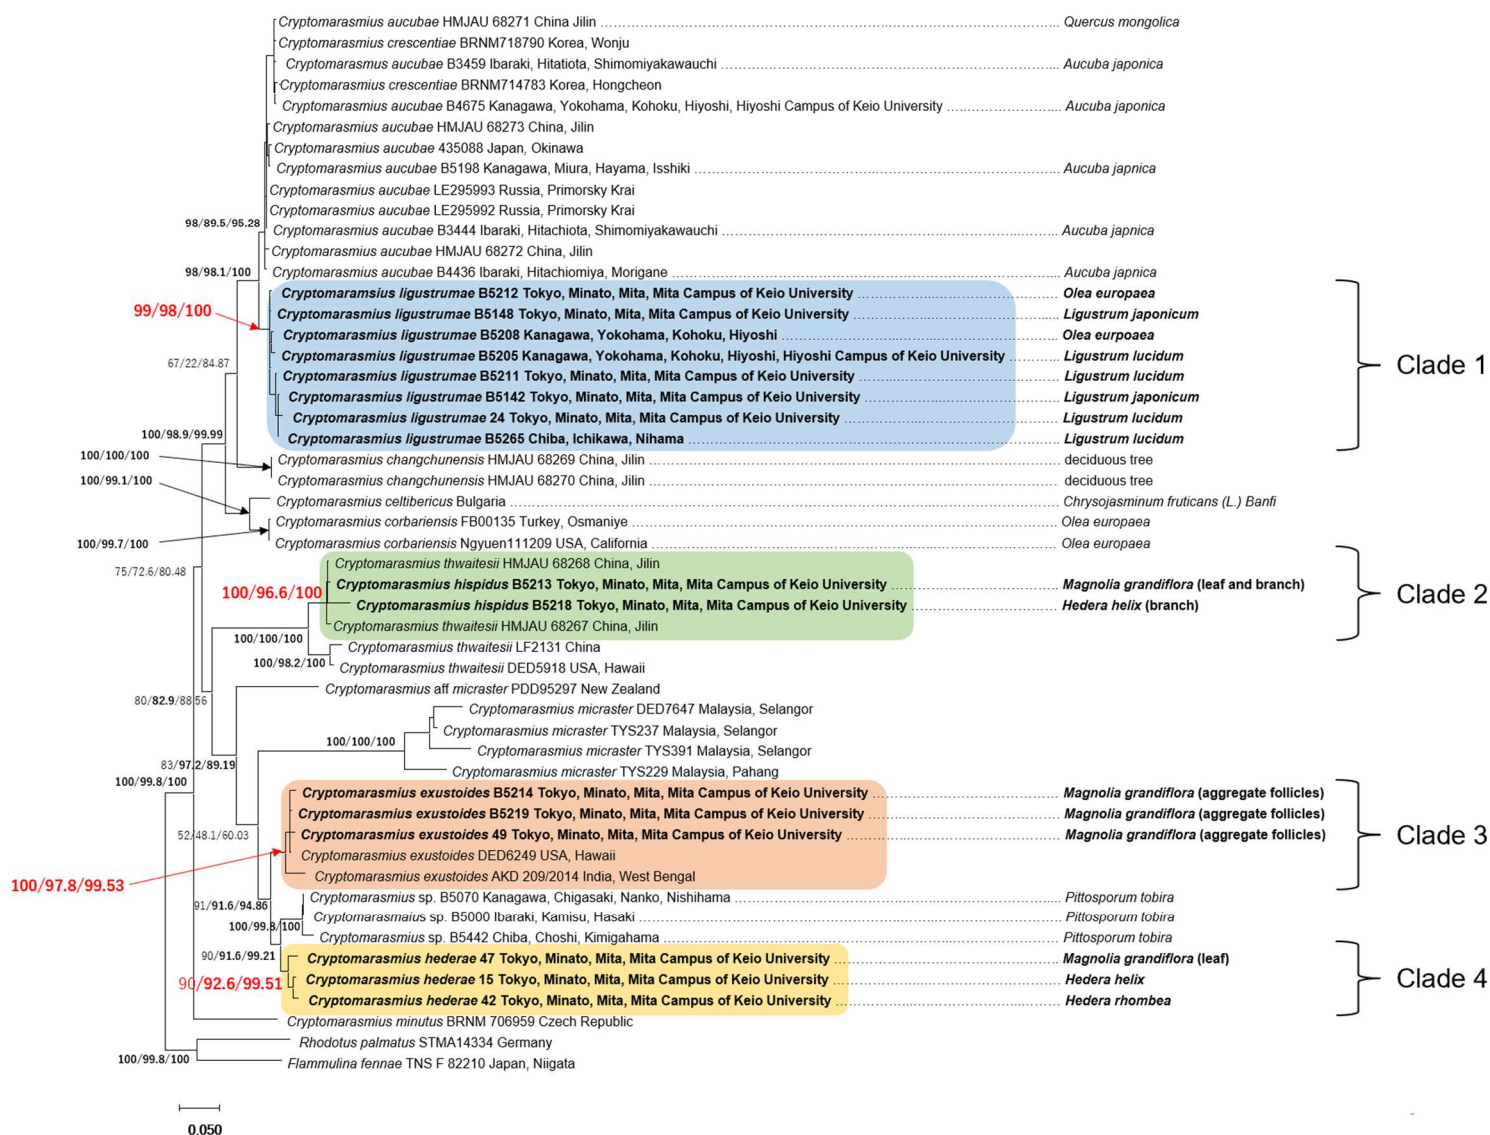 Cryptomarasmius aucubae HMJAU 68271 China Jilin ........ Quercus mongolica
Cryptomarasmius crescentiae BRNM718790 Korea, Wonju
Cryptomarasmus aucubae B3459 Ibaraki, Hitatiota, Shimomiyakawauchi ........ Aucuba japonica
Cryptomarasmius crescentiae BRNM714783 Korea, Hongcheon
Cryptomarasmius aucubae B4675 Kanagawa, Yokohama, Kohoku, Hiyoshi, Hiyoshi Campus of Keio University ........ Aucuba japonica
Cryptomarasmius aucubae HMJAU 68273 China, Jilin
Cryptomarasmius aucubae 435088 Japan, Okinawa
Cryptomarasmius aucubae B5198 Kanagawa, Miura, Hayama, Isshiki ........ Aucuba japnica
Cryptomarasmius aucubae LE295993 Russia, Primorsky Krai
Cryptomarasmius aucubae LE295992 Russia, Primorsky Krai
98/89.5/95.28
Cryptomarasmius aucubae B3444 Ibaraki, Hitachiota, Shimomiyakawauchi ........ Aucuba japnica
Cryptomarasmius aucubae HMJAU 68272 China, Jilin
98/98.1/100
Cryptomarasmius aucubae B4436 Ibaraki, Hitachiomiya, Morigane ........ Aucuba japnica
Cryptomaramsius ligustrumae B5212 Tokyo, Minato, Mita, Mita Campus of Keio University ........ Olea europaea
99/98/100
Cryptomarasmius ligustrumae B5148 Tokyo, Minato, Mita, Mita Campus of Keio University ........ Ligustrum japonicum
Cryptomarasmius ligustrumae B5208 Kanagawa, Yokohama, Kohoku, Hiyoshi ........ Olea eurpoaea
Cryptomarasmius ligustrumae B5205 Kanagawa, Yokohama, Kohoku, Hiyoshi, Hiyoshi Campus of Keio University ........ Ligustrum lucidum
67/22/84.87
Clade 1
Cryptomarasmius ligustrumae B5211 Tokyo, Minato, Mita, Mita Campus of Keio University ........ Ligustrum lucidum
Cryptomarasmius ligustrumae B5142 Tokyo, Minato, Mita, Mita Campus of Keio University ........ Ligustrum japonicum
Cryptomarasmius ligustrumae 24 Tokyo, Minato, Mita, Mita Campus of Keio University ........ Ligustrum lucidum
100/98.9/99.99
Cryptomarasmius ligustrumae B5265 Chiba, Ichikawa, Nihama ........ Ligustrum lucidum
100/100/100
Cryptomarasmius changchunensis HMJAU 68269 China, Jilin ........ deciduous tree
100/99.1/100
Cryptomarasmius changchunensis HMJAU 68270 China, Jilin ........ deciduous tree
Cryptomarasmius celtibericus Bulgaria ........ Chrysojasminum fruticans (L.) Banfi
Cryptomarasmius corbariensis FB00135 Turkey, Osmaniye ........ Olea europaea
100/99.7/100
Cryptomarasmius corbariensis Ngyuen111209 USA, California ........ Olea europaea
Cryptomarasmius thwaitesii HMJAU 68268 China, Jilin
75/72.6/80.48
Cryptomarasmius hispidus B5213 Tokyo, Minato, Mita, Mita Campus of Keio University ........ Magnolia grandiflora (leaf and branch)
100/96.6/100
Clade 2
Cryptomarasmius hispidus B5218 Tokyo, Minato, Mita, Mita Campus of Keio University ........ Hedera helix (branch)
Cryptomarasmius thwaitesii HMJAU 68267 China, Jilin
100/100/100
Cryptomarasmius thwaitesii LF2131 China
100/98.2/100
Cryptomarasmius thwaitesii DED5918 USA, Hawaii
Cryptomarasmius aff micraster PDD95297 New Zealand
80/82.9/88.56
Cryptomarasmius micraster DED7647 Malaysia, Selangor
Cryptomarasmius micraster TYS237 Malaysia, Selangor
100/100/100
Cryptomarasmius micraster TYS391 Malaysia, Selangor
83/97.2/89.19
Cryptomarasmius micraster TYS229 Malaysia, Pahang
100/99.8/100
Cryptomarasmius exustoides B5214 Tokyo, Minato, Mita, Mita Campus of Keio University ........ Magnolia grandiflora (aggregate follicles)
Cryptomarasmius exustoides B5219 Tokyo, Minato, Mita, Mita Campus of Keio University ........ Magnolia grandiflora (aggregate follicles)
52/48.1/60.03
Cryptomarasmius exustoides 49 Tokyo, Minato, Mita, Mita Campus of Keio University ........ Magnolia grandiflora (aggregate follicles)
Clade 3
Cryptomarasmius exustoides DED6249 USA, Hawaii
Cryptomarasmius exustoides AKD 209/2014 India, West Bengal
100/97.8/99.53
Cryptomarasmius sp. B5070 Kanagawa, Chigasaki, Nanko, Nishihama ........ Pittosporum tobira
91/91.6/94.86
Cryptomarasmaius sp. B5000 Ibaraki, Kamisu, Hasaki ........ Pittosporum tobira
100/99.8/100
Cryptomarasmius sp. B5442 Chiba, Choshi, Kimigahama ........ Pittosporum tobira
90/91.6/99.21
Cryptomarasmius hederae 47 Tokyo, Minato, Mita, Mita Campus of Keio University ........ Magnolia grandiflora (leaf)
90/92.6/99.51
Cryptomarasmius hederae 15 Tokyo, Minato, Mita, Mita Campus of Keio University ........ Hedera helix
Clade 4
Cryptomarasmius hederae 42 Tokyo, Minato, Mita, Mita Campus of Keio University ........ Hedera rhombea
Cryptomarasmius minutus BRNM 706959 Czech Republic
Rhodotus palmatus STMA14334 Germany
100/99.8/100
Flammulina fennae TNS F 82210 Japan, Niigata
0.050